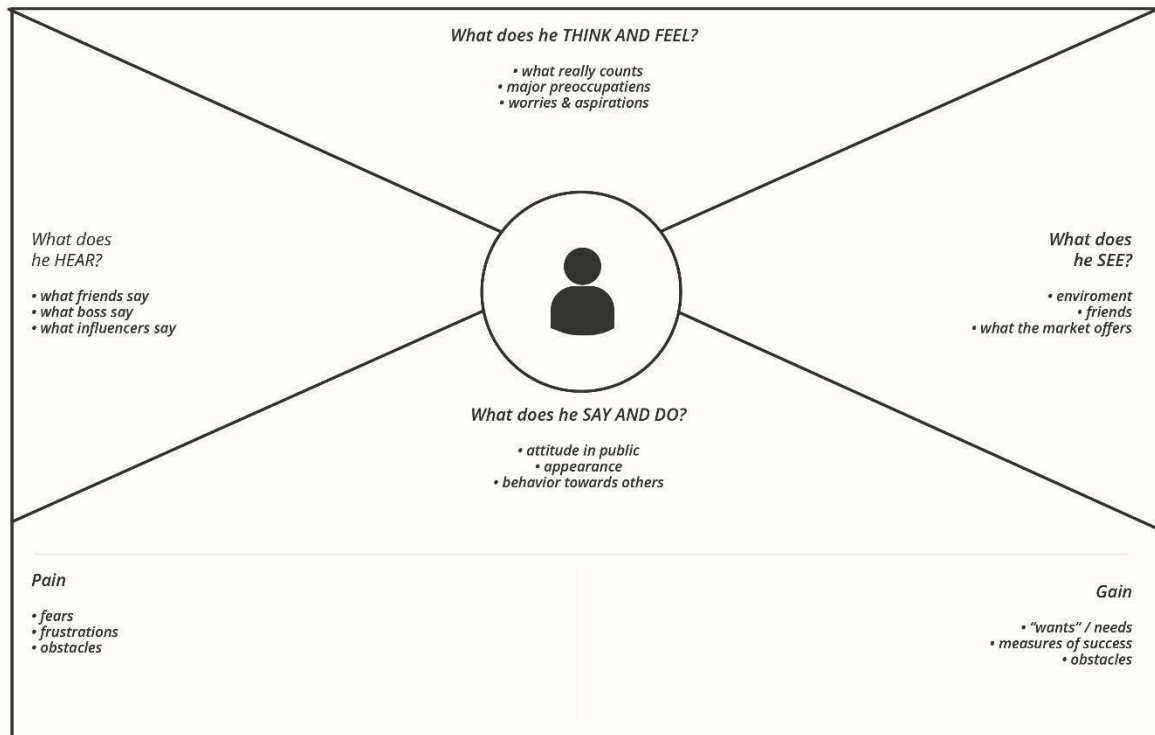 What does he THINK AND FEEL?
• what really counts
• major preoccupatiens
• worries & aspirations
What does
he HEAR?
• what friends say
• what boss say
• what influencers say
What does
he SEE?
• enviroment
• friends
• what the market offers
What does he SAY AND DO?
• attitude in public
• appearance
• behavior towards others
Pain
• fears
• frustrations
• obstacles
Gain
• “wants” / needs
• measures of success
• obstacles